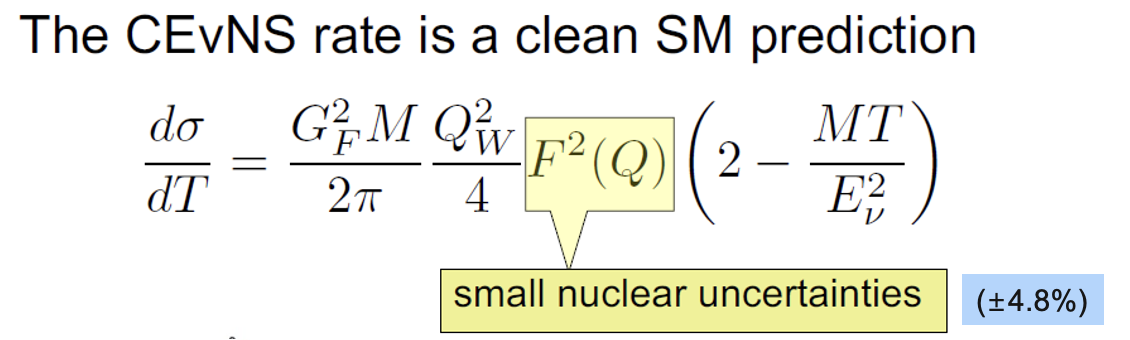 The CEvNS rate is a clean SM prediction
dσ/dT = G_F^2 M/2π Q_W^2/4 F^2(Q) (2 − MT/E_ν^2)
small nuclear uncertainties
(±4.8%)